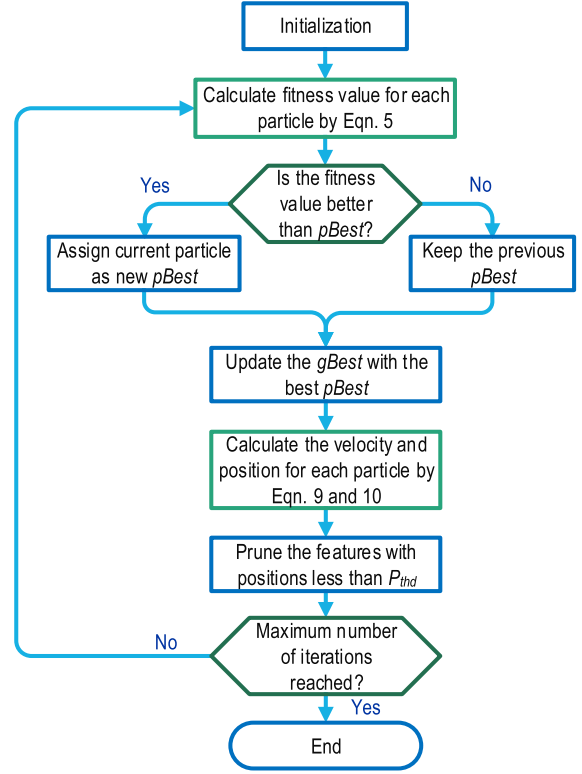 Initialization
Calculate fitness value for each
particle by Eqn. 5
Is the fitness
value better
than pBest?
Yes
No
Assign current particle
as new pBest
Keep the previous
pBest
Update the gBest with the
best pBest
Calculate the velocity and
position for each particle by
Eqn. 9 and 10
Prune the features with
positions less than Pthd
Maximum number
of iterations
reached?
No
Yes
End